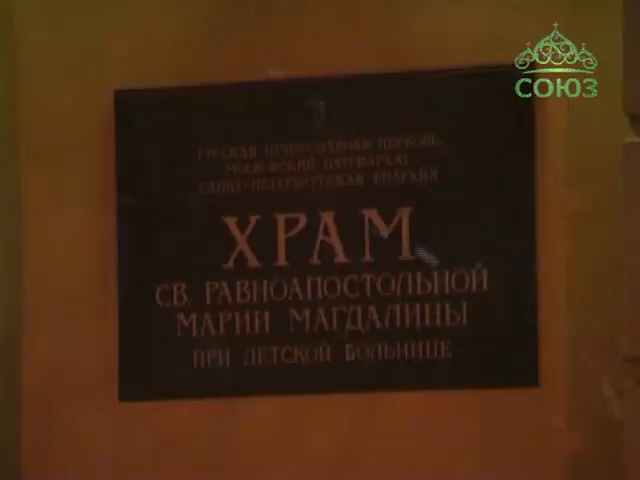 СОЮЗ
РУССКАЯ ПРАВОСЛАВНАЯ ЦЕРКОВЬ
МОСКОВСКИЙ ПАТРИАРХАТ
САНКТ-ПЕТЕРБУРГСКАЯ ЕПАРХИЯ
ХРАМ
СВ. РАВНОАПОСТОЛЬНОЙ
МАРИИ МАГДАЛИНЫ
ПРИ ДЕТСКОЙ БОЛЬНИЦЕ